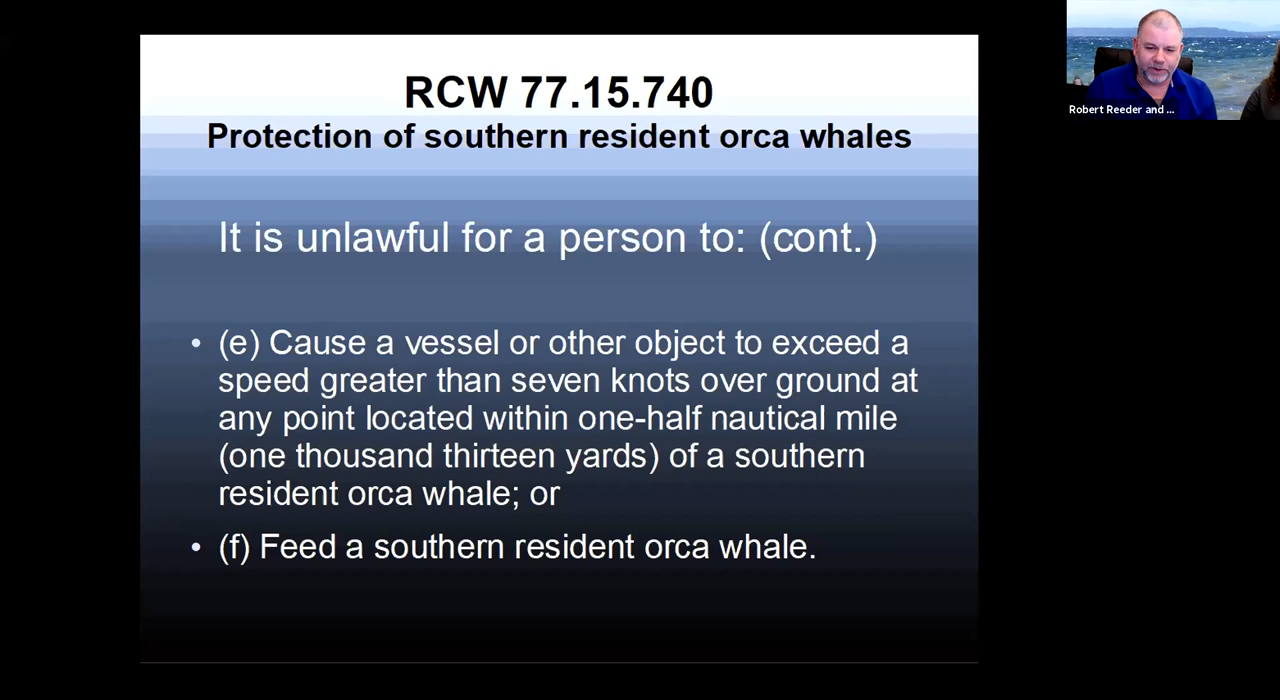 RCW 77.15.740
Protection of southern resident orca whales
It is unlawful for a person to: (cont.)
• (e) Cause a vessel or other object to exceed a
speed greater than seven knots over ground at
any point located within one-half nautical mile
(one thousand thirteen yards) of a southern
resident orca whale; or
• (f) Feed a southern resident orca whale.
Robert Reeder and ...